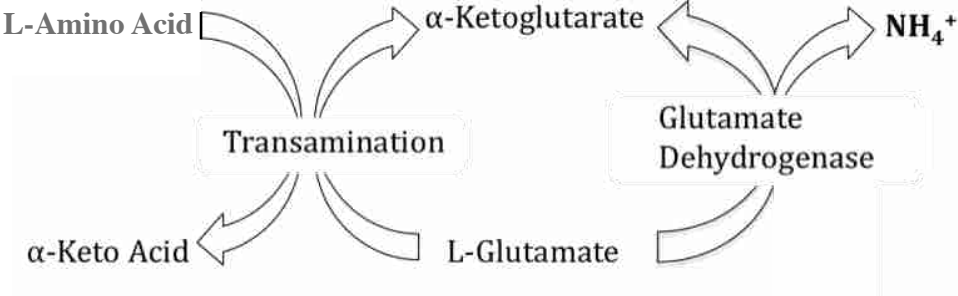 L-Amino Acid
α-Ketoglutarate
NH₄⁺
Transamination
Glutamate
Dehydrogenase
α-Keto Acid
L-Glutamate